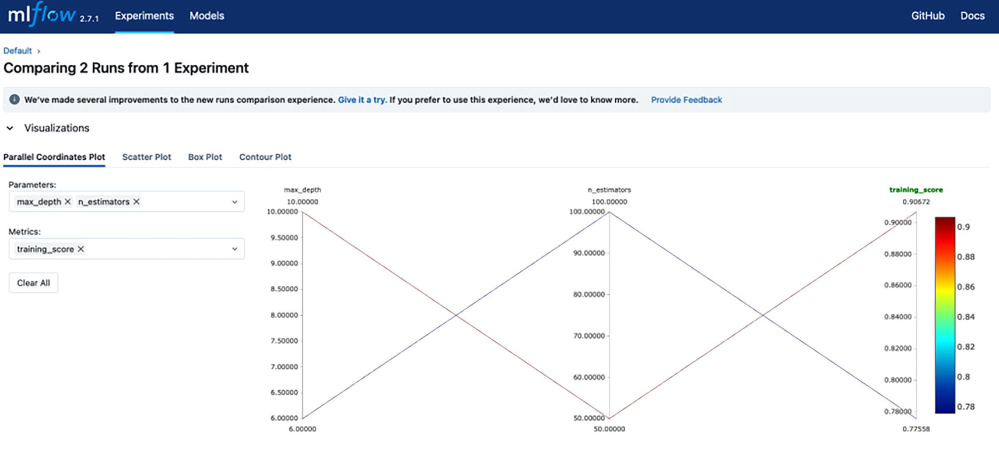 mlflow 2.7.1 Experiments Models GitHub Docs
Default >
Comparing 2 Runs from 1 Experiment
We've made several improvements to the new runs comparison experience. Give it a try. If you prefer to use this experience, we'd love to know more. Provide Feedback
Visualizations
Parallel Coordinates Plot Scatter Plot Box Plot Contour Plot
Parameters:
max_depth × n_estimators ×
Metrics:
training_score ×
Clear All
max_depth
10.00000
10.00000
9.50000
9.00000
8.50000
8.00000
7.50000
7.00000
6.50000
6.00000
6.00000
n_estimators
100.00000
100.00000
90.00000
80.00000
70.00000
60.00000
50.00000
50.00000
training_score
0.90672
0.90000
0.88000
0.86000
0.84000
0.82000
0.80000
0.78000
0.77558
0.9
0.88
0.86
0.84
0.82
0.8
0.78